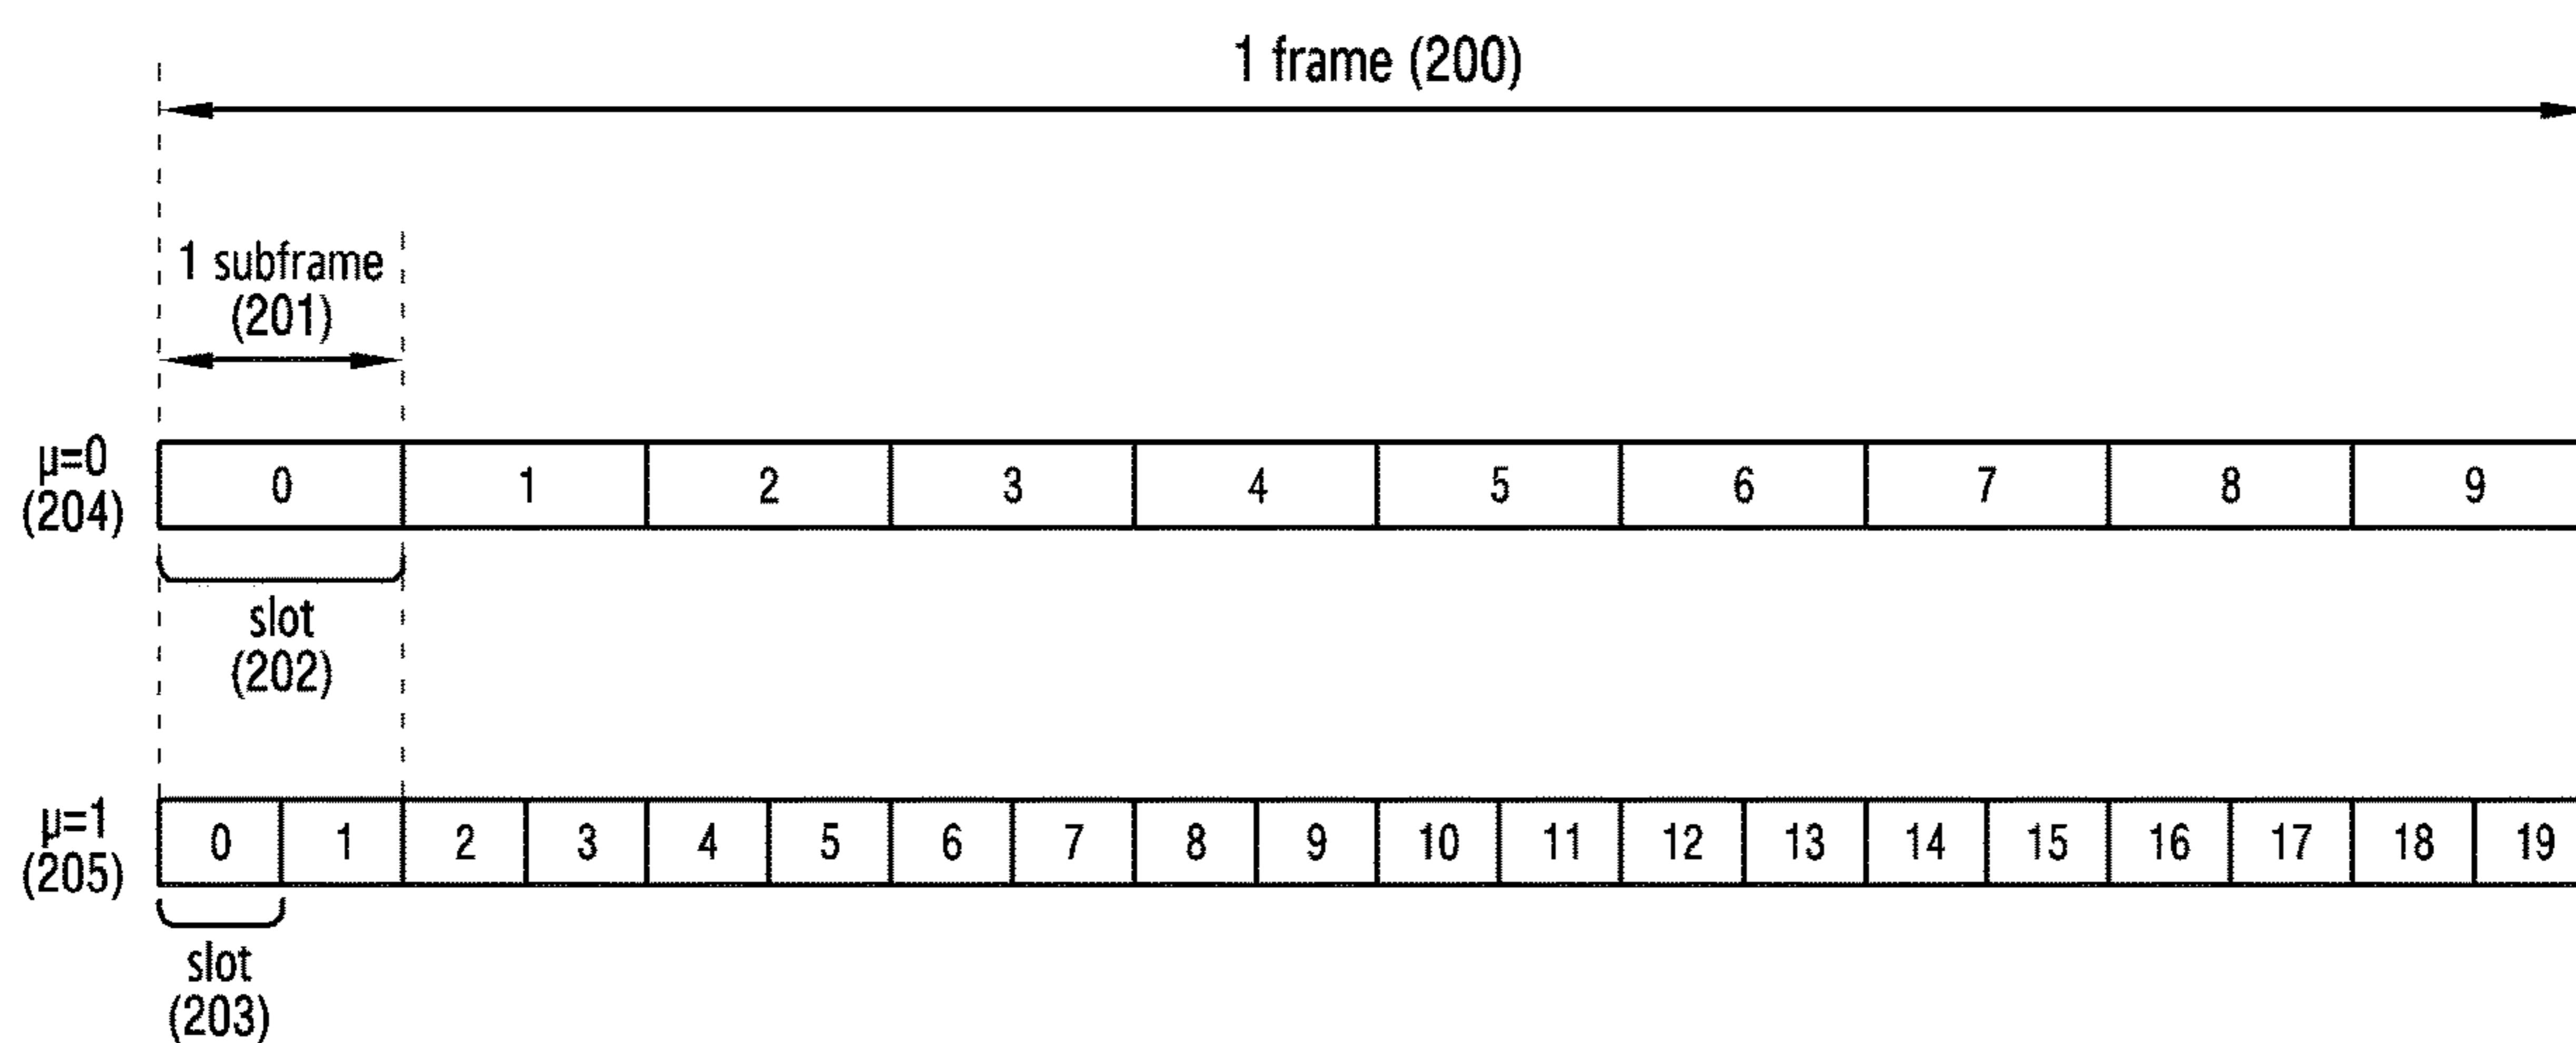 1 frame (200)
1 subframe
(201)
μ=0
(204)
0 1 2 3 4 5 6 7 8 9
slot
(202)
μ=1
(205)
0 1 2 3 4 5 6 7 8 9 10 11 12 13 14 15 16 17 18 19
slot
(203)